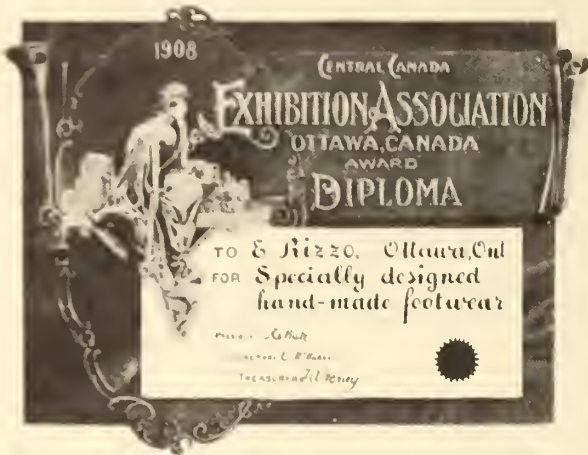 1908
CENTRAL CANADA
EXHIBITION ASSOCIATION
OTTAWA, CANADA
AWARD
DIPLOMA
TO E Rizzo, Ottawa, Ont
FOR Specially designed
hand-made footwear
TREASURER